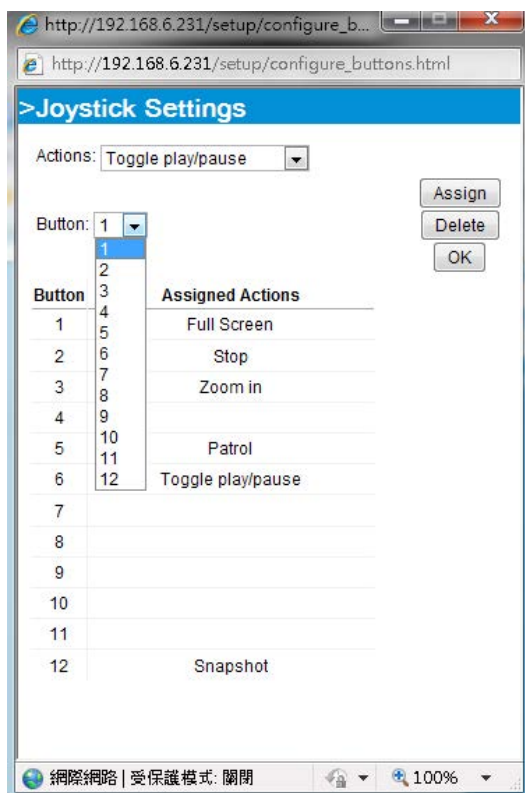 http://192.168.6.231/setup/configure_b...
http://192.168.6.231/setup/configure_buttons.html
>Joystick Settings
Actions: Toggle play/pause
Assign
Button: 1
Delete
OK
1
2
3
4
5
6
7
8
9
10
11
12
Button Assigned Actions
1 Full Screen
2 Stop
3 Zoom in
4
5 Patrol
6 Toggle play/pause
7
8
9
10
11
12 Snapshot
網際網路 | 受保護模式: 關閉
100%